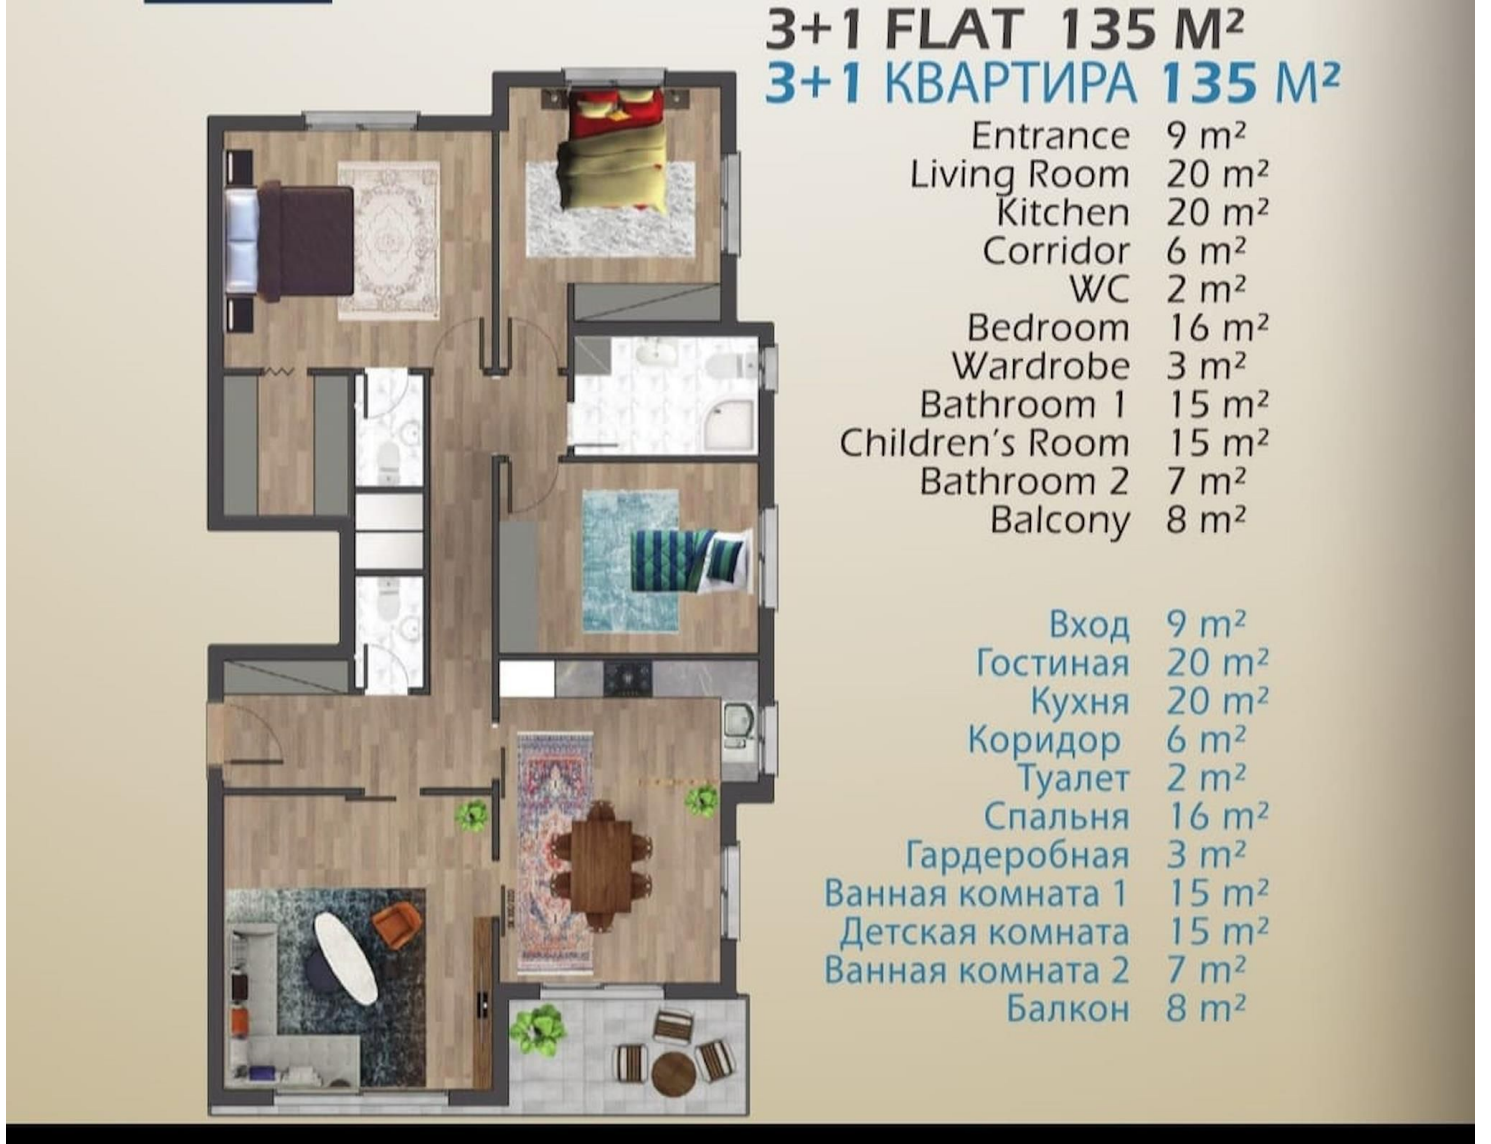 3+1 FLAT 135 M²
3+1 КВАРТИРА 135 М²
Entrance 9 m²
Living Room 20 m²
Kitchen 20 m²
Corridor 6 m²
WC 2 m²
Bedroom 16 m²
Wardrobe 3 m²
Bathroom 1 15 m²
Children's Room 15 m²
Bathroom 2 7 m²
Balcony 8 m²
Вход 9 m²
Гостиная 20 m²
Кухня 20 m²
Коридор 6 m²
Туалет 2 m²
Спальня 16 m²
Гардеробная 3 m²
Ванная комната 1 15 m²
Детская комната 15 m²
Ванная комната 2 7 m²
Балкон 8 m²